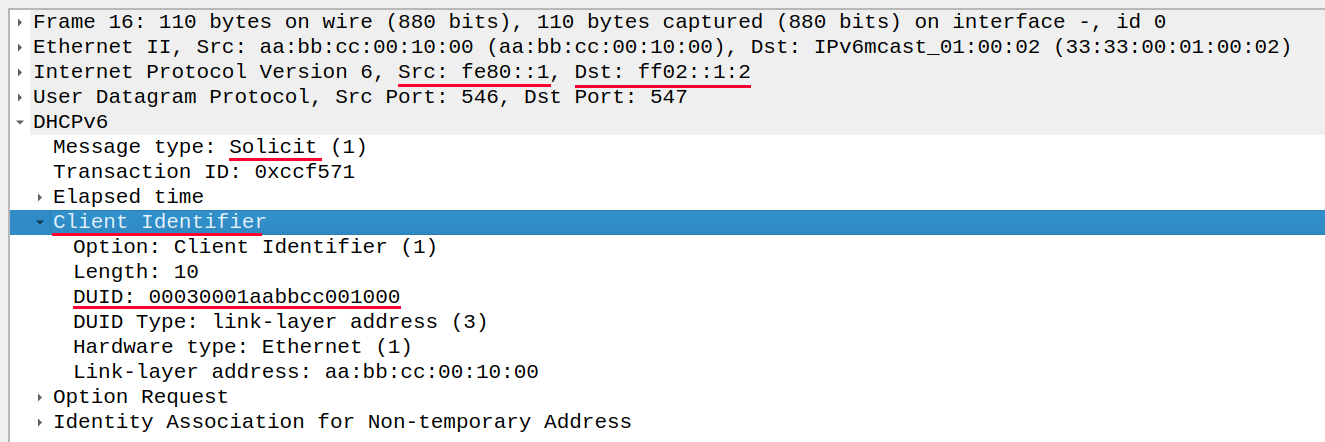 Frame 16: 110 bytes on wire (880 bits), 110 bytes captured (880 bits) on interface -, id 0
Ethernet II, Src: aa:bb:cc:00:10:00 (aa:bb:cc:00:10:00), Dst: IPv6mcast_01:00:02 (33:33:00:01:00:02)
Internet Protocol Version 6, Src: fe80::1, Dst: ff02::1:2
User Datagram Protocol, Src Port: 546, Dst Port: 547
DHCPv6
Message type: Solicit (1)
Transaction ID: 0xccf571
Elapsed time
Client Identifier
Option: Client Identifier (1)
Length: 10
DUID: 00030001aabbcc001000
DUID Type: link-layer address (3)
Hardware type: Ethernet (1)
Link-layer address: aa:bb:cc:00:10:00
Option Request
Identity Association for Non-temporary Address